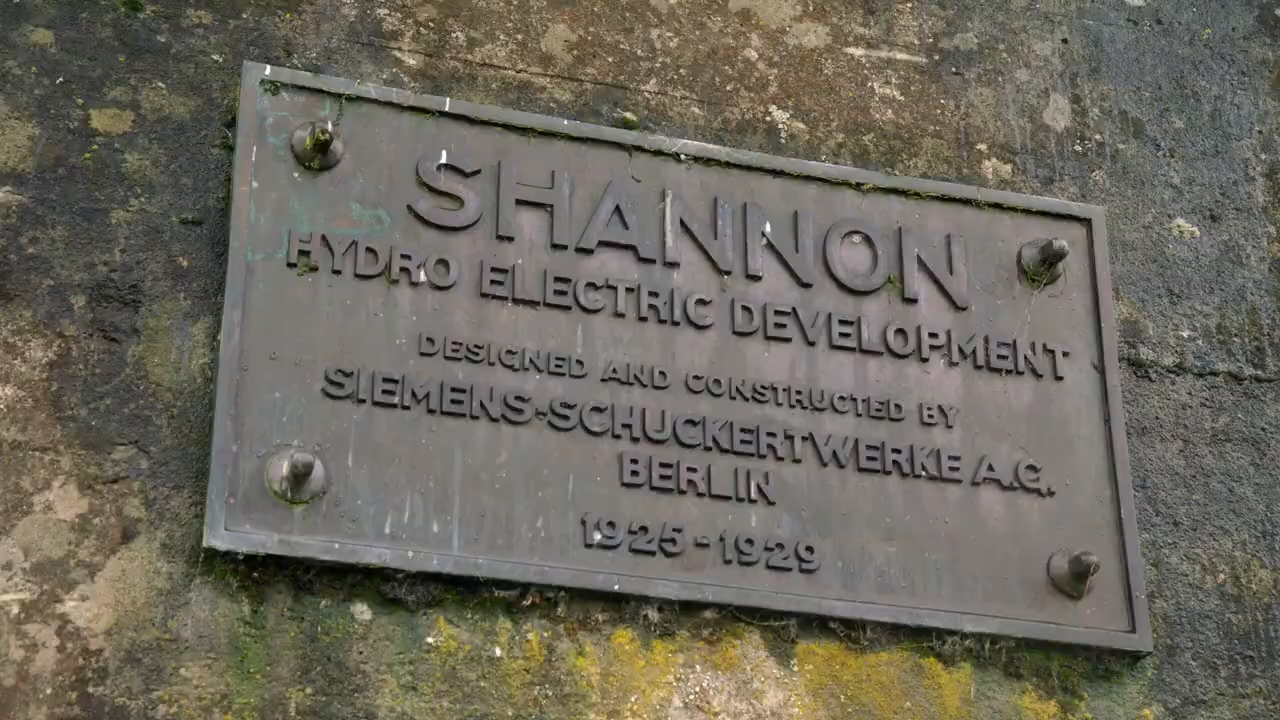 SHANNON
HYDRO ELECTRIC DEVELOPMENT
DESIGNED AND CONSTRUCTED BY
SIEMENS-SCHUCKERTWERKE A.G.
BERLIN
1925-1929